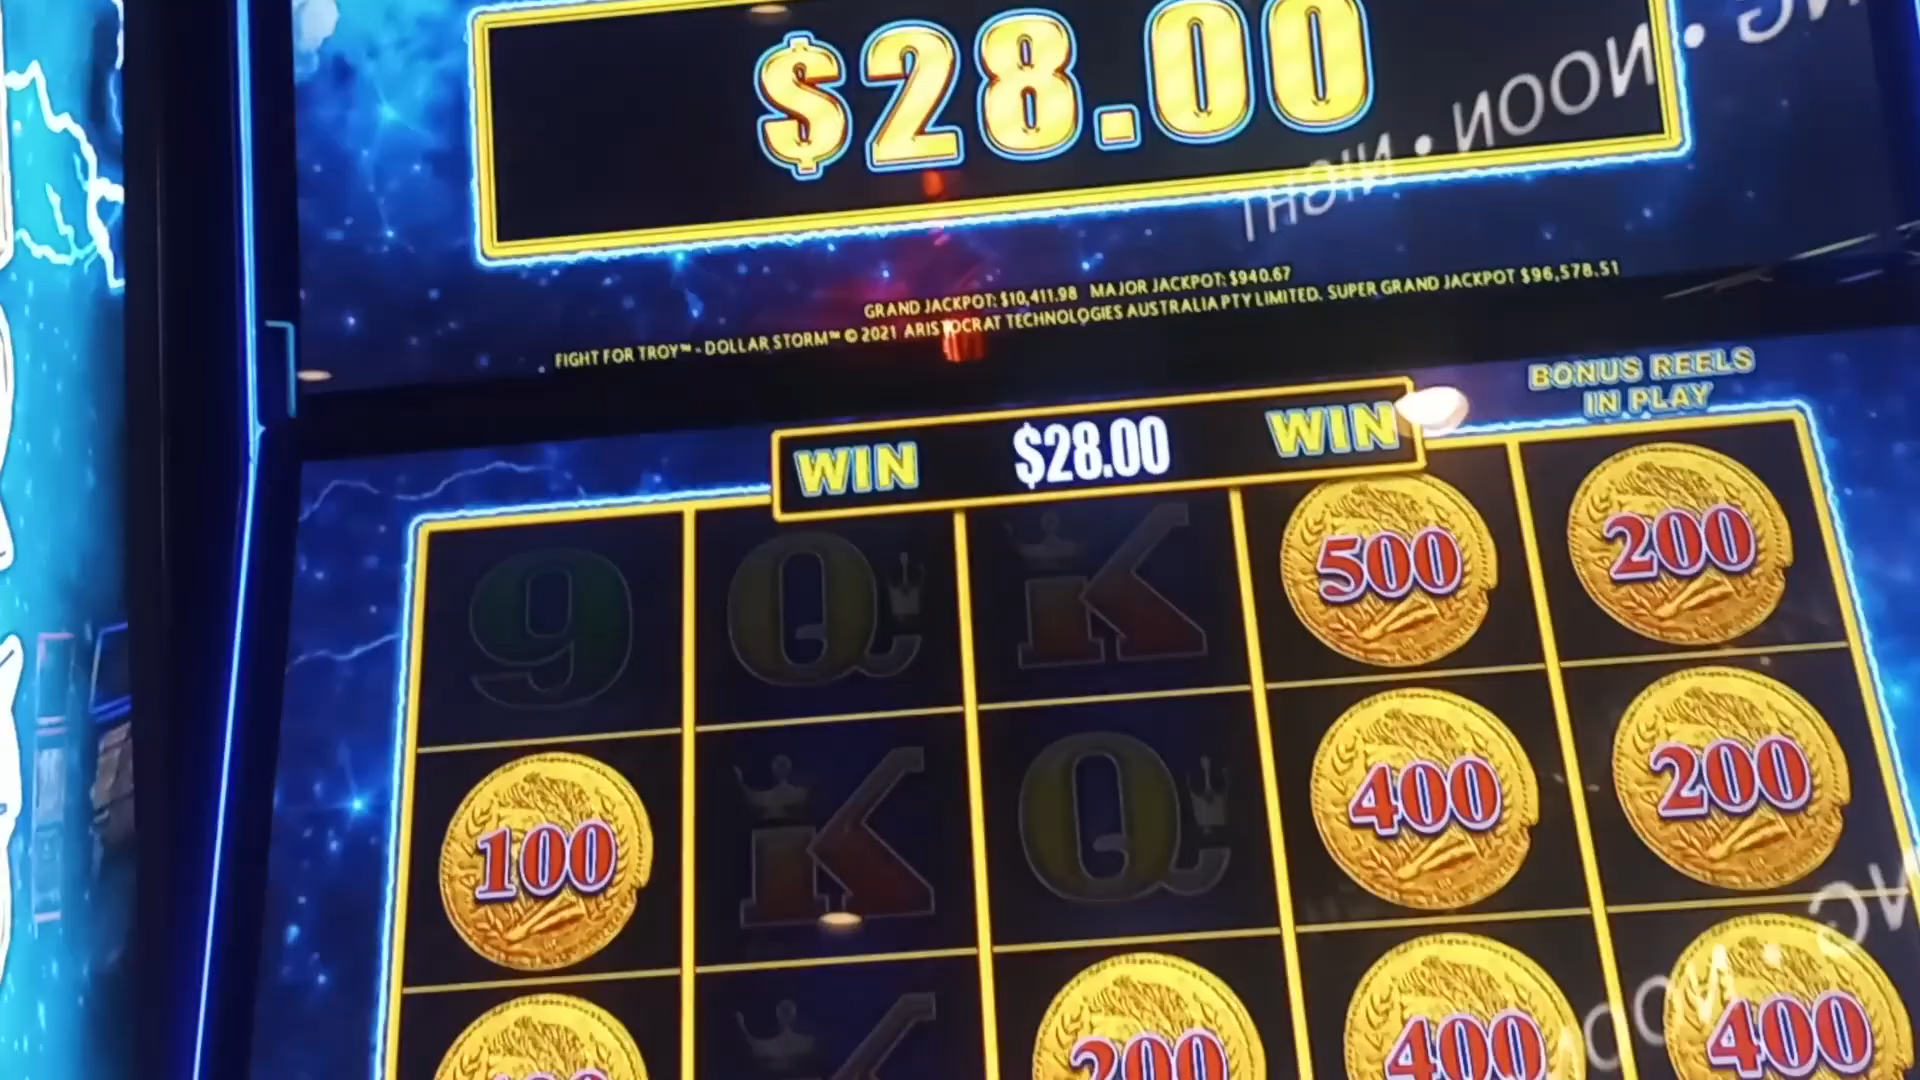 $28.00
NIGHT • NOON •
GRAND JACKPOT: $10,411.98 MAJOR JACKPOT: $940.67
FIGHT FOR TROY™ - DOLLAR STORM™ © 2021 ARISTOCRAT TECHNOLOGIES AUSTRALIA PTY LIMITED. SUPER GRAND JACKPOT $96,578.51
BONUS REELS
IN PLAY
WIN $28.00 WIN
9 Q K 500 200
100 K Q 400 200
K 200 400 400